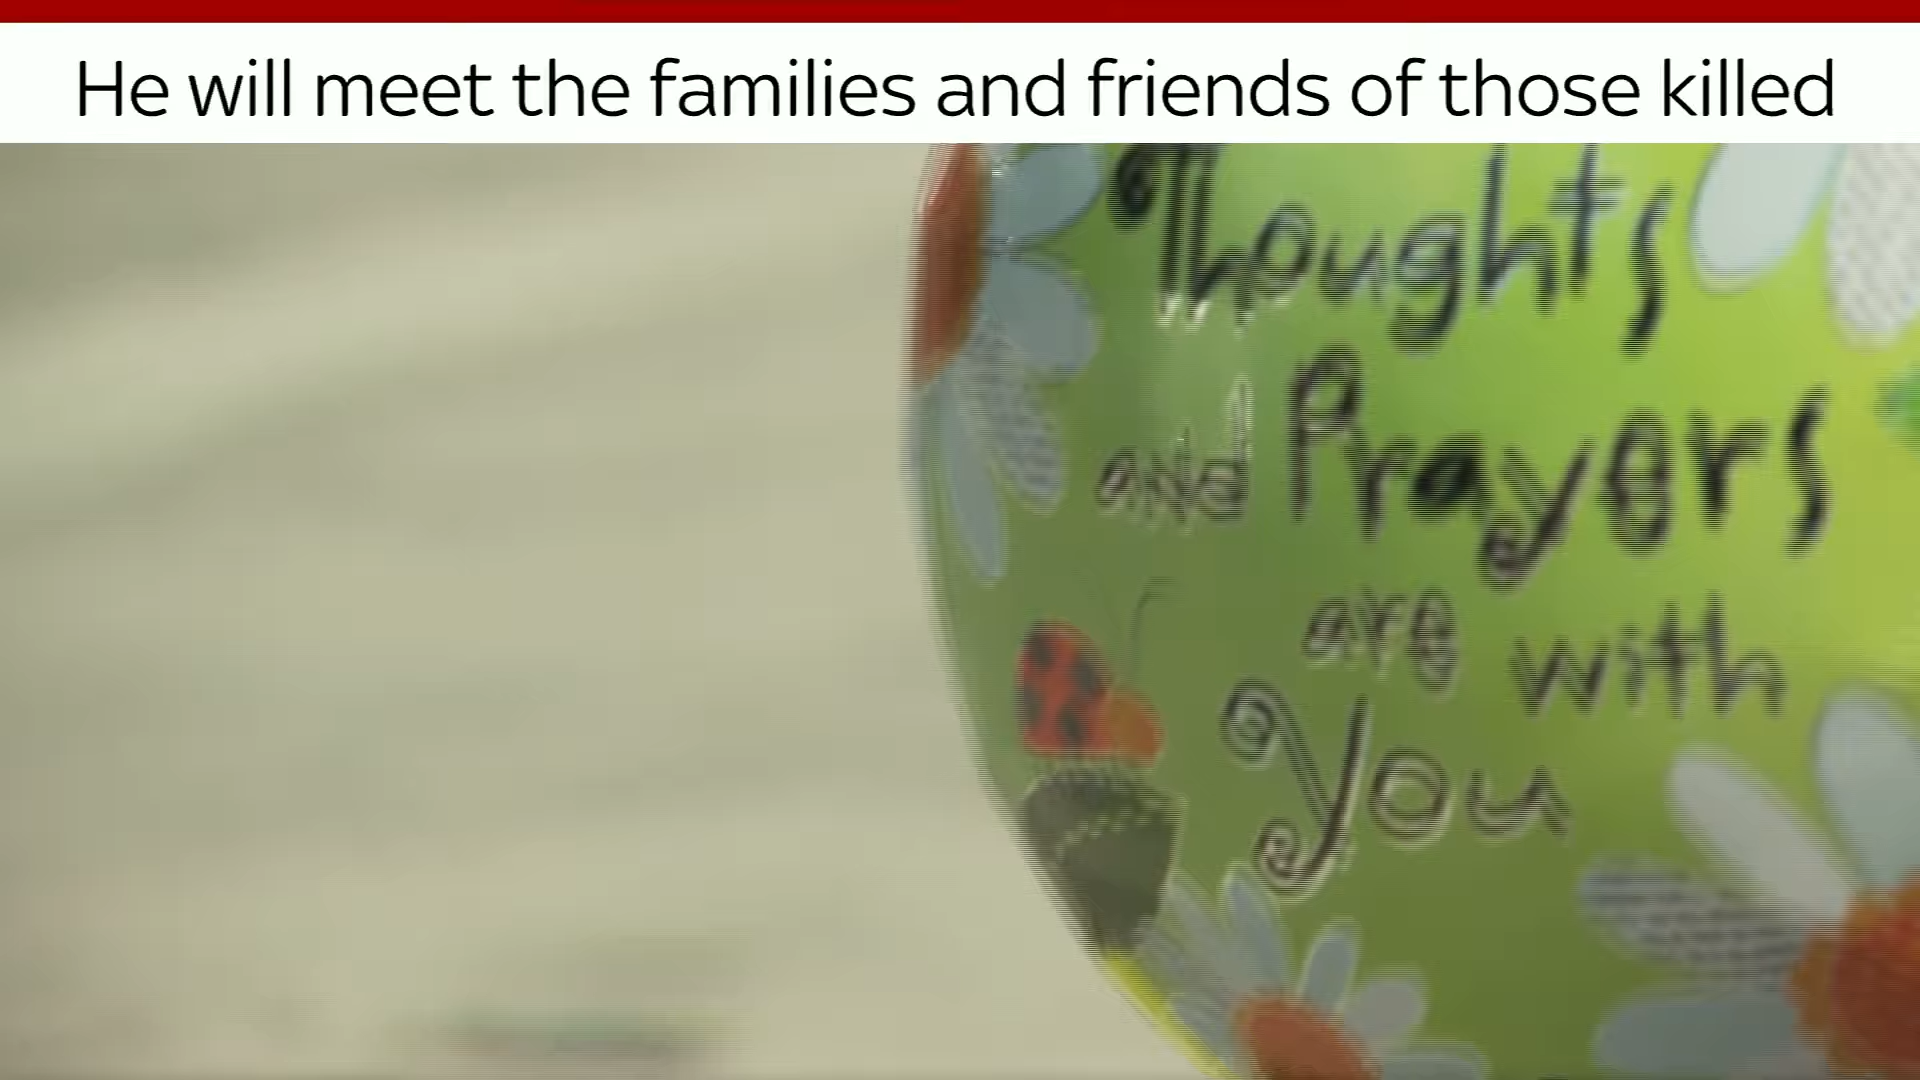 He will meet the families and friends of those killed
Thoughts
and Prayers
are with
you